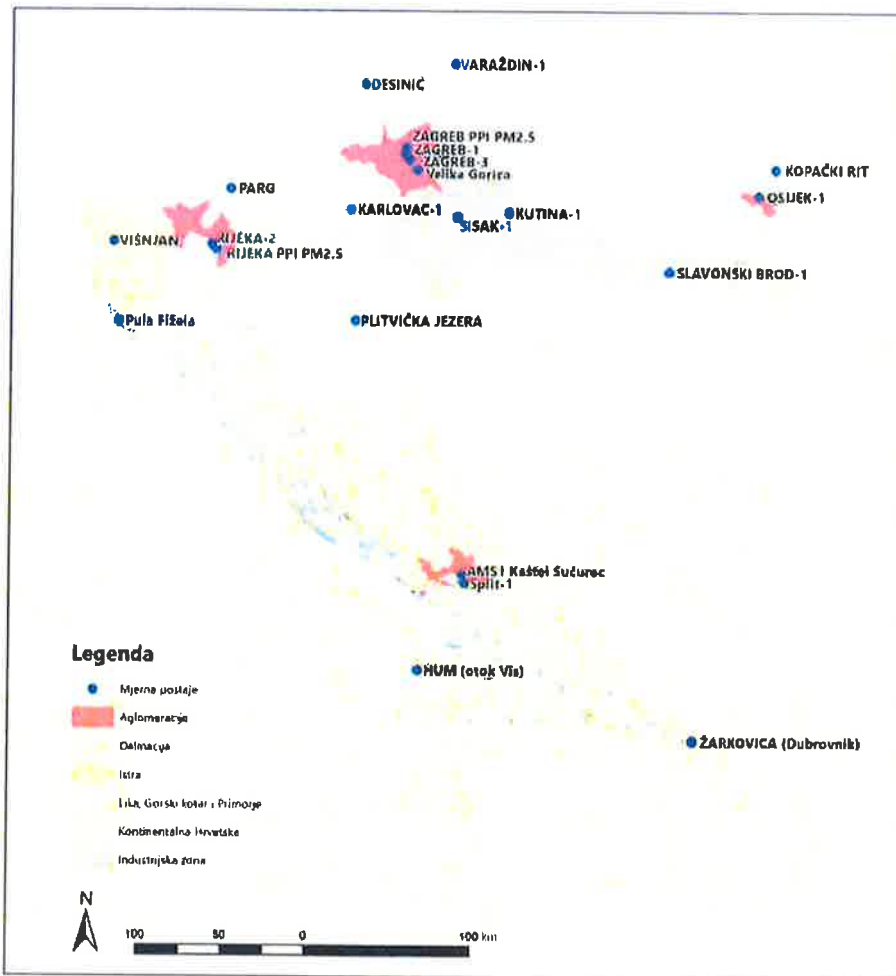 VARAŽDIN-1
DESINIĆ
ZAGREB PPI PM2.5
ZAGREB-1
ZAGREB-3
Velika Gorica
KOPAČKI RIT
PARG
OSIJEK-1
KARLOVAC-1
KUTINA-1
SISAK-1
VIŠNJAN
RIJEKA-2
RIJEKA PPI PM2.5
SLAVONSKI BROD-1
Pula Fižela
PLITVIČKA JEZERA
AMS1 Kaštel Sućurac
Split-1
Legenda
HUM (otok Vis)
Mjerna postaje
Aglomeracija
ŽARKOVICA (Dubrovnik)
Dalmacija
Istra
Lika, Gorski kotar i Primorje
Kontinentalna Hrvatska
Industrijska zona
N
100 50 0 100 km